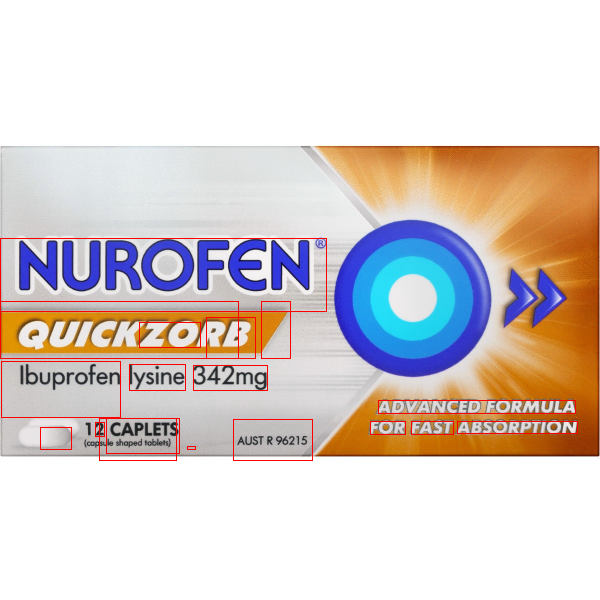 NUROFEN®
QUICKZORB
Ibuprofen lysine 342mg
ADVANCED FORMULA
FOR FAST ABSORPTION
12 CAPLETS
(capsule shaped tablets)
AUST R 96215